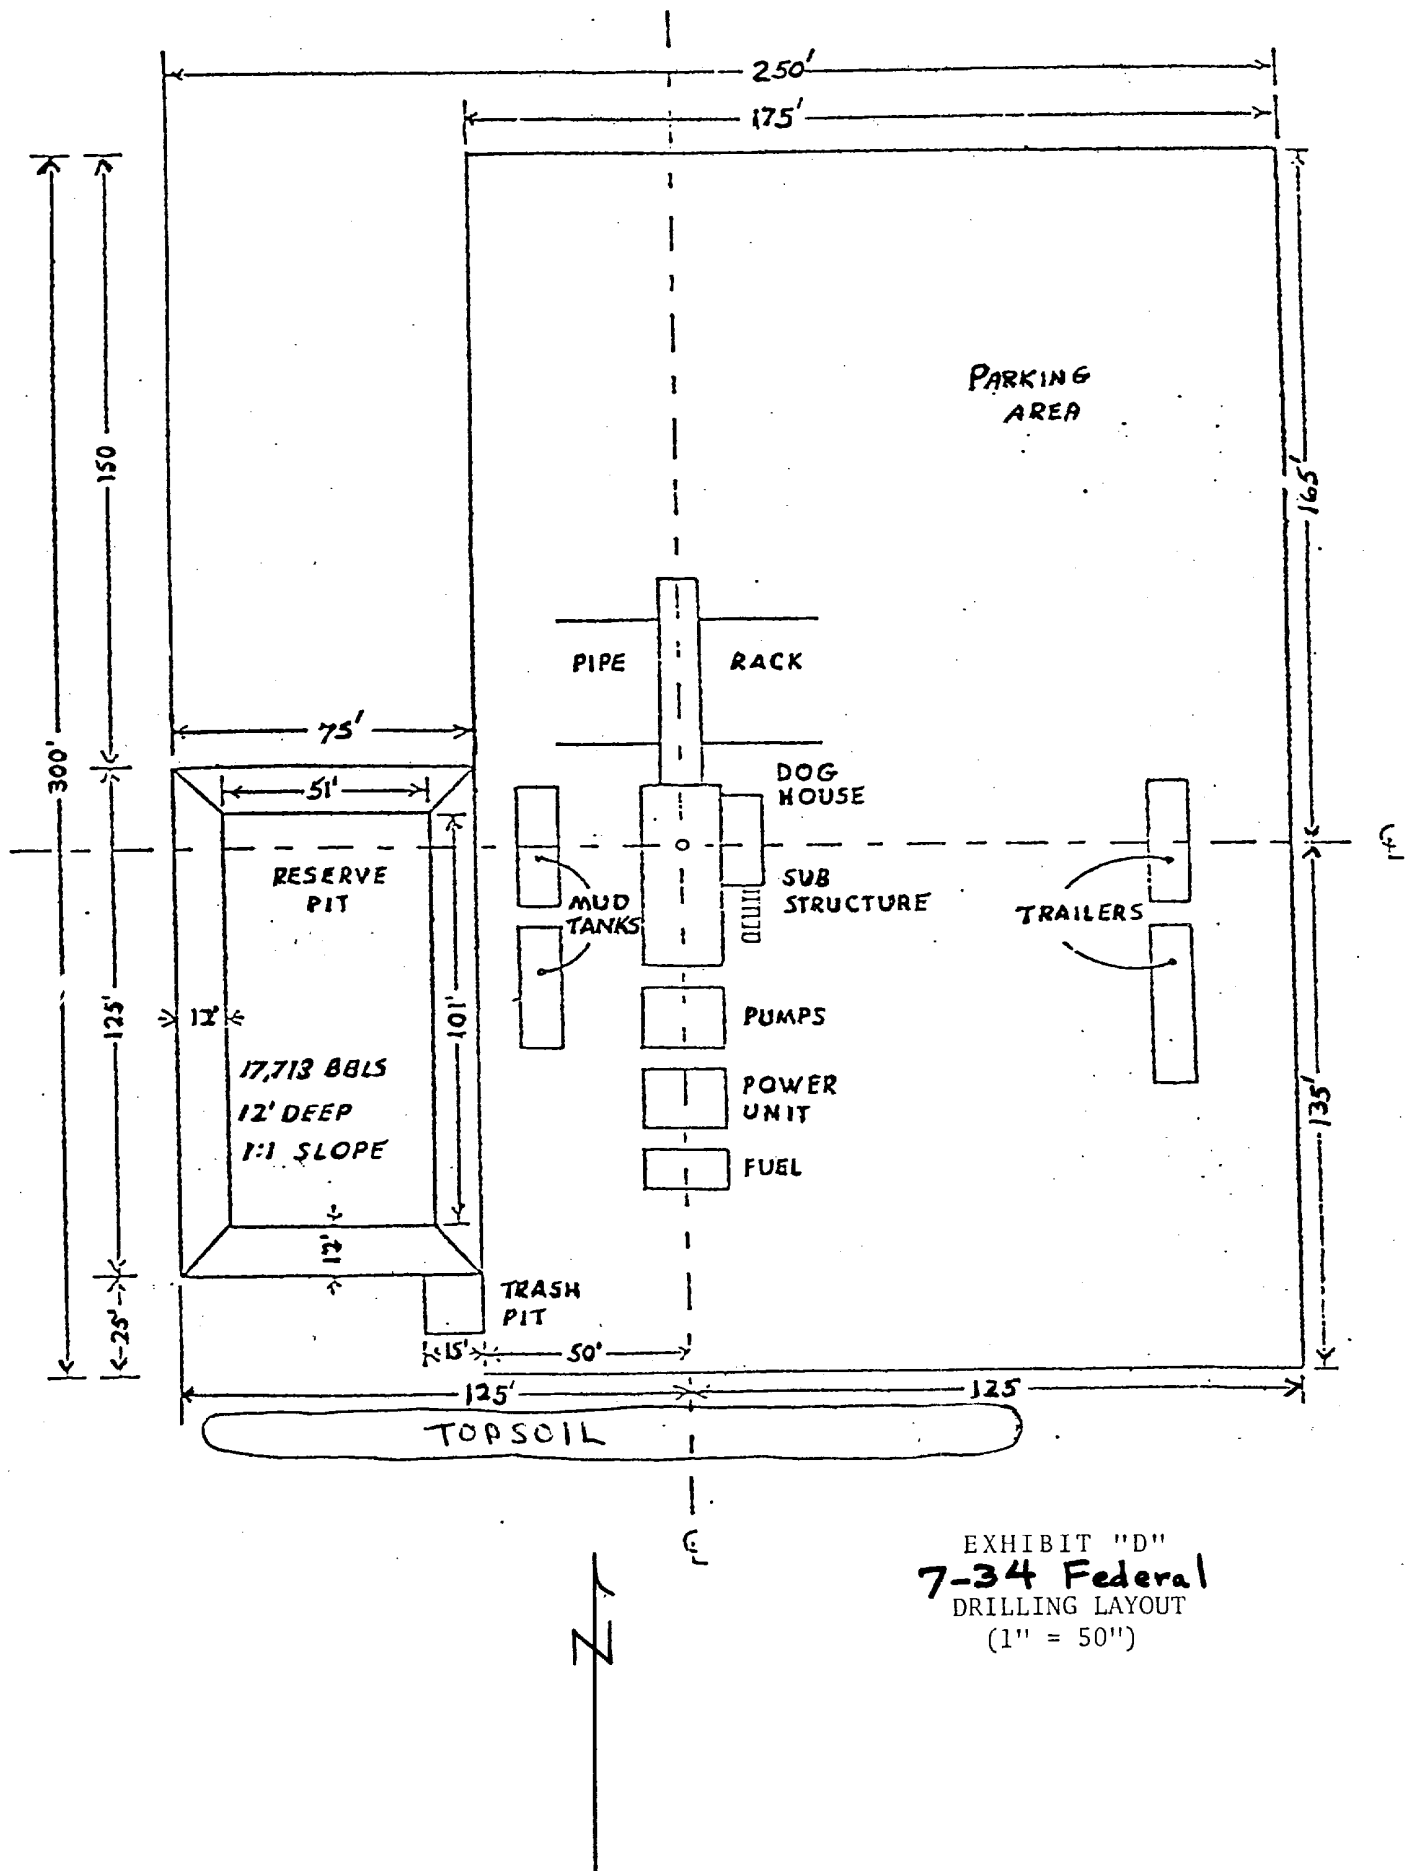 250'
175'
PARKING
AREA
150
165'
PIPE RACK
75'
300'
DOG
HOUSE
51'
RESERVE
PIT
MUD
TANKS
SUB
STRUCTURE
TRAILERS
125'
12'
101'
PUMPS
17,713 BBLS
12' DEEP
1:1 SLOPE
POWER
UNIT
135'
FUEL
12'
TRASH
PIT
25'
15'
50'
125'
125
TOPSOIL
N
EXHIBIT "D"
7-34 Federal
DRILLING LAYOUT
(1" = 50")